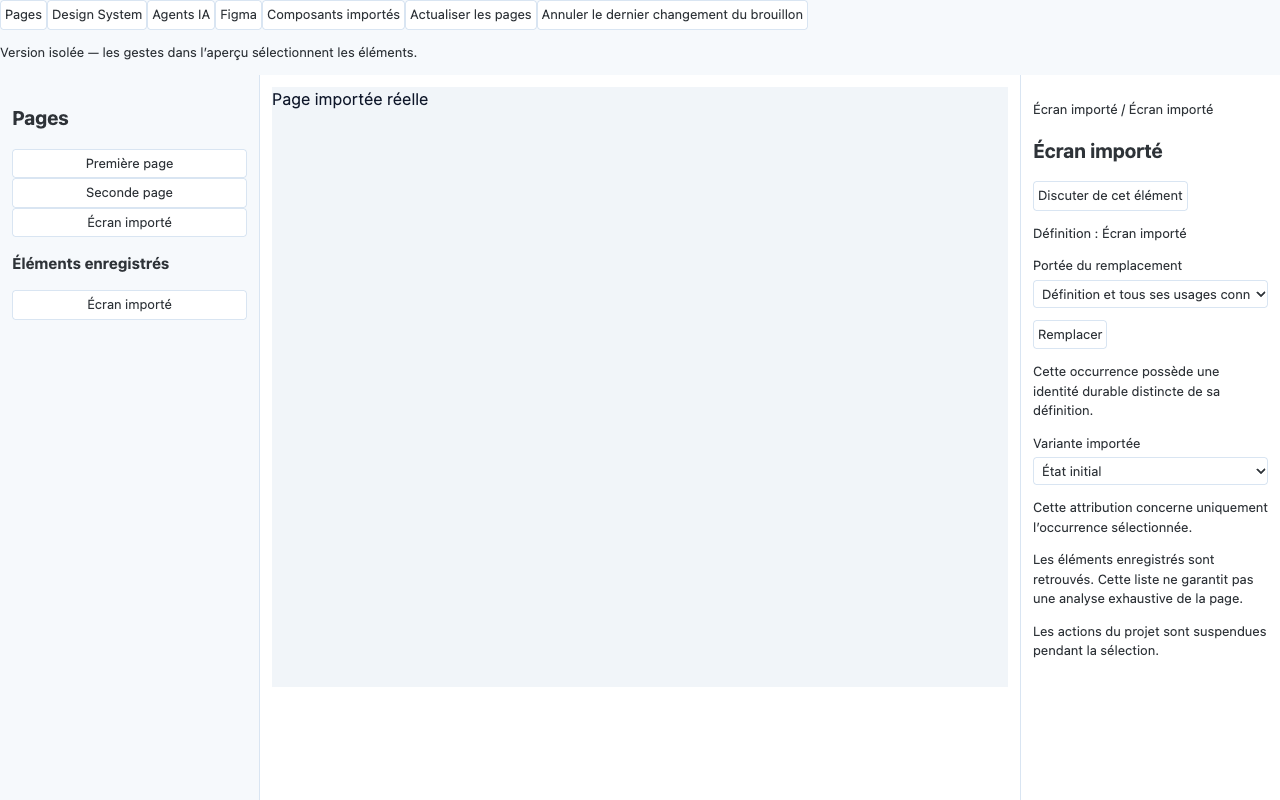 Pages Design System Agents IA Figma Composants importés Actualiser les pages Annuler le dernier changement du brouillon
Version isolée — les gestes dans l’aperçu sélectionnent les éléments.
Pages
Première page
Seconde page
Écran importé
Éléments enregistrés
Écran importé
Page importée réelle
Écran importé / Écran importé
Écran importé
Discuter de cet élément
Définition : Écran importé
Portée du remplacement
Définition et tous ses usages conn
Remplacer
Cette occurrence possède une
identité durable distincte de sa
définition.
Variante importée
État initial
Cette attribution concerne uniquement
l’occurrence sélectionnée.
Les éléments enregistrés sont
retrouvés. Cette liste ne garantit pas
une analyse exhaustive de la page.
Les actions du projet sont suspendues
pendant la sélection.